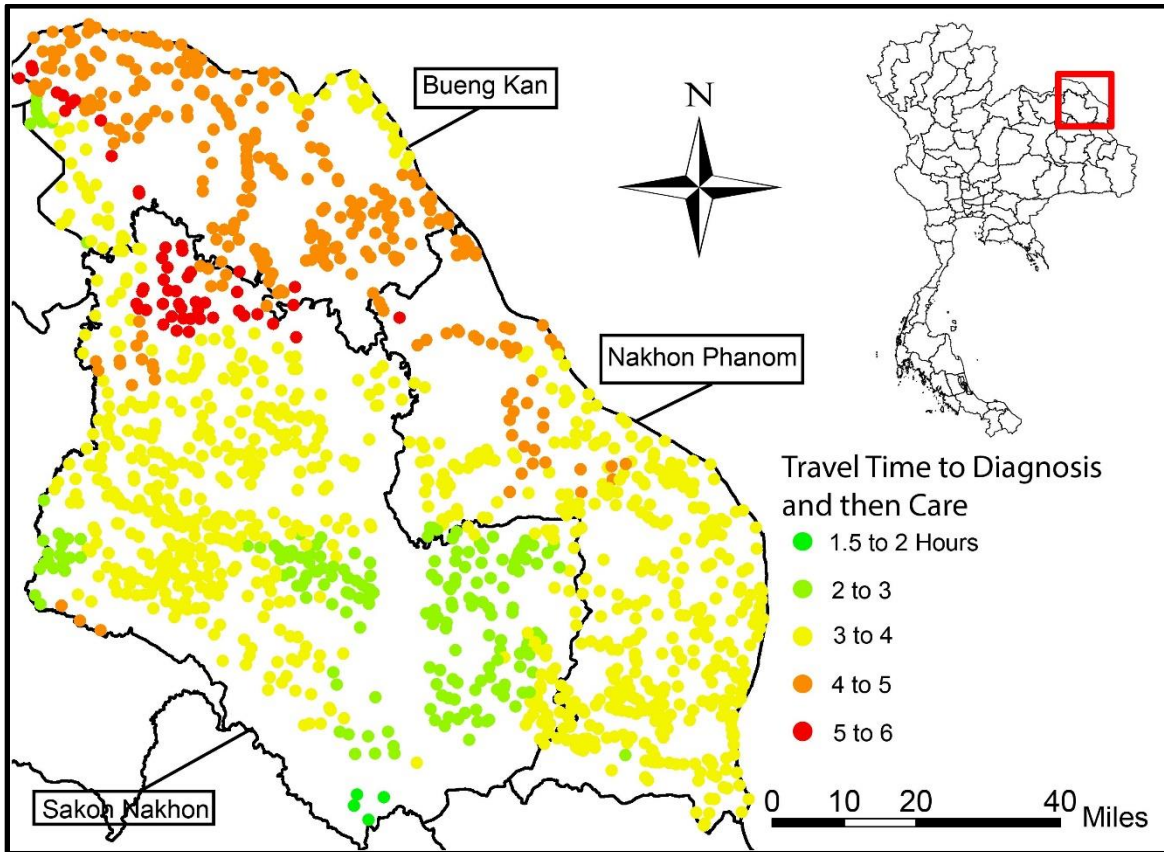 Bueng Kan
N
Nakhon Phanom
Travel Time to Diagnosis
and then Care
1.5 to 2 Hours
2 to 3
3 to 4
4 to 5
5 to 6
Sakon Nakhon
0 10 20 40 Miles